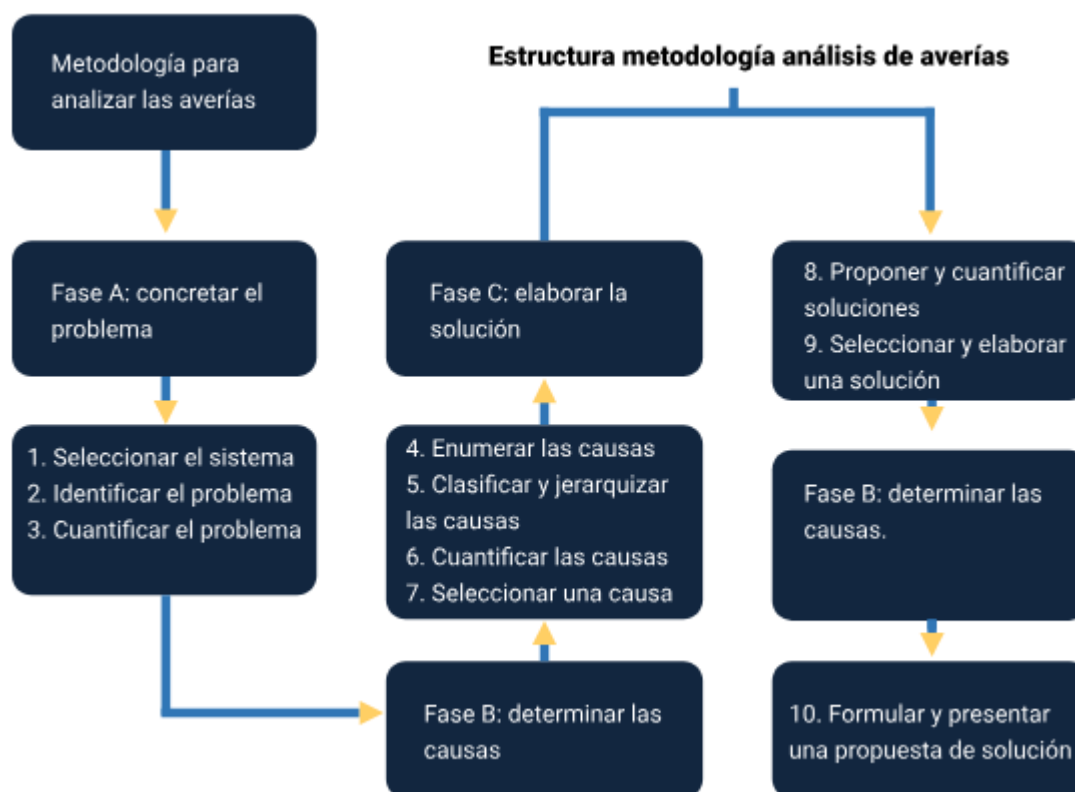 Estructura metodología análisis de averías
Metodología para
analizar las averías
Fase A: concretar el
problema
1. Seleccionar el sistema
2. Identificar el problema
3. Cuantificar el problema
Fase B: determinar las
causas
4. Enumerar las causas
5. Clasificar y jerarquizar
las causas
6. Cuantificar las causas
7. Seleccionar una causa
Fase C: elaborar la
solución
8. Proponer y cuantificar
soluciones
9. Seleccionar y elaborar
una solución
Fase B: determinar las
causas.
10. Formular y presentar
una propuesta de solución